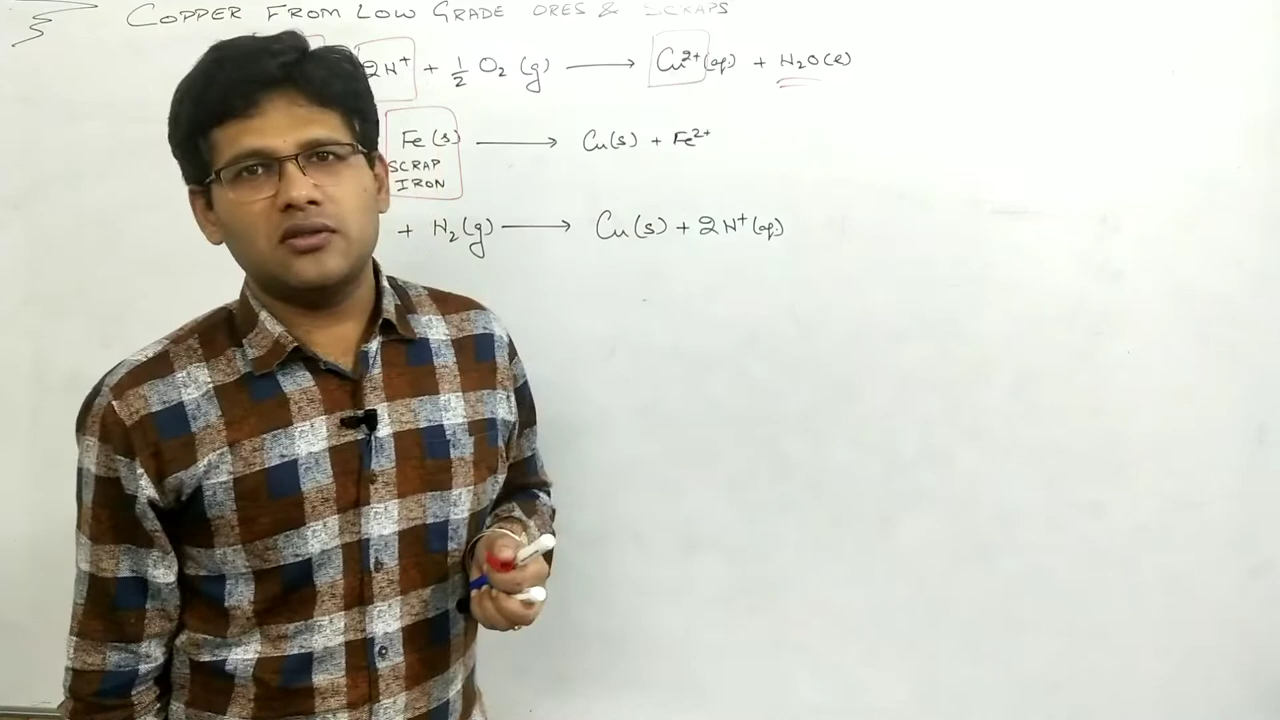 COPPER FROM LOW GRADE ORES & SCRAPS
2H⁺ + 1/2 O₂ (g) ⟶ Cu²⁺(aq.) + H₂O(l)
Fe(s) ⟶ Cu(s) + Fe²⁺
SCRAP
IRON
+ H₂(g) ⟶ Cu(s) + 2H⁺(aq.)